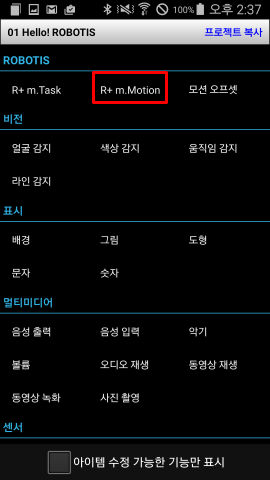 100% 오후 2:37
01 Hello! ROBOTIS 프로젝트 복사
ROBOTIS
R+ m.Task R+ m.Motion 모션 오프셋
비전
얼굴 감지 색상 감지 움직임 감지
라인 감지
표시
배경 그림 도형
문자 숫자
멀티미디어
음성 출력 음성 입력 악기
볼륨 오디오 재생 동영상 재생
동영상 녹화 사진 촬영
센서
아이템 수정 가능한 기능만 표시